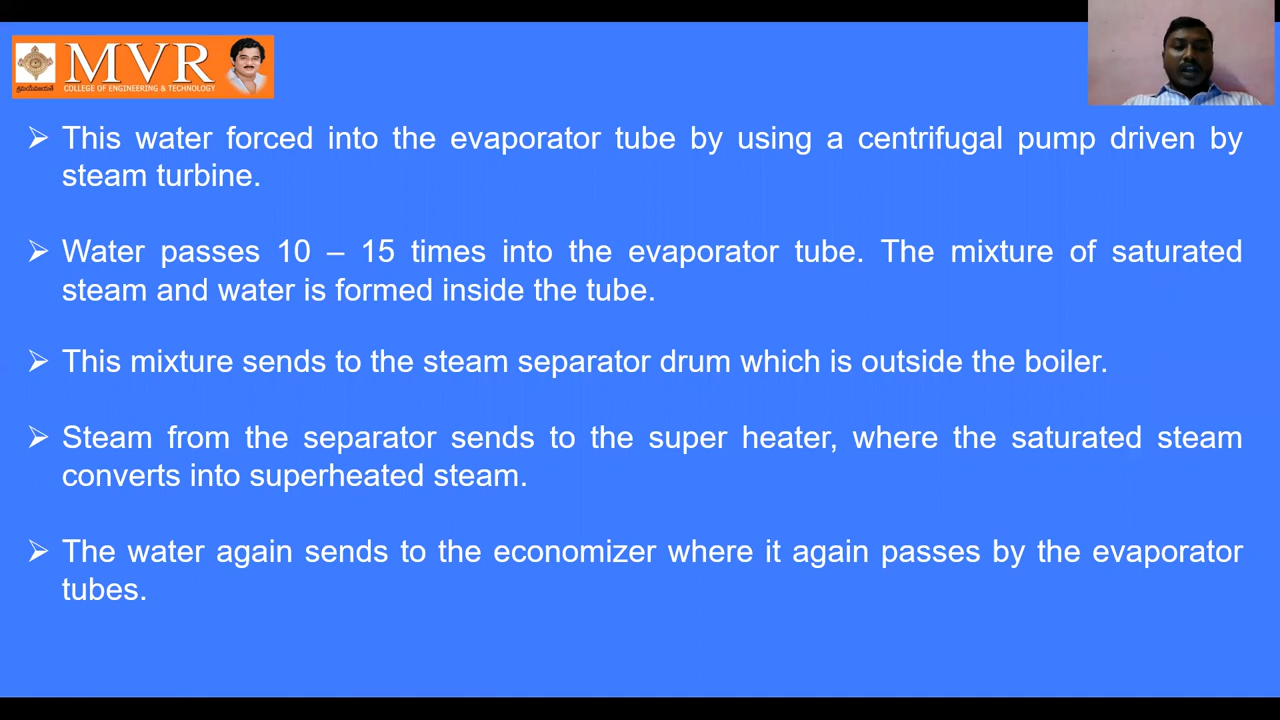 MVR
COLLEGE OF ENGINEERING & TECHNOLOGY
➢ This water forced into the evaporator tube by using a centrifugal pump driven by
steam turbine.
➢ Water passes 10 – 15 times into the evaporator tube. The mixture of saturated
steam and water is formed inside the tube.
➢ This mixture sends to the steam separator drum which is outside the boiler.
➢ Steam from the separator sends to the super heater, where the saturated steam
converts into superheated steam.
➢ The water again sends to the economizer where it again passes by the evaporator
tubes.